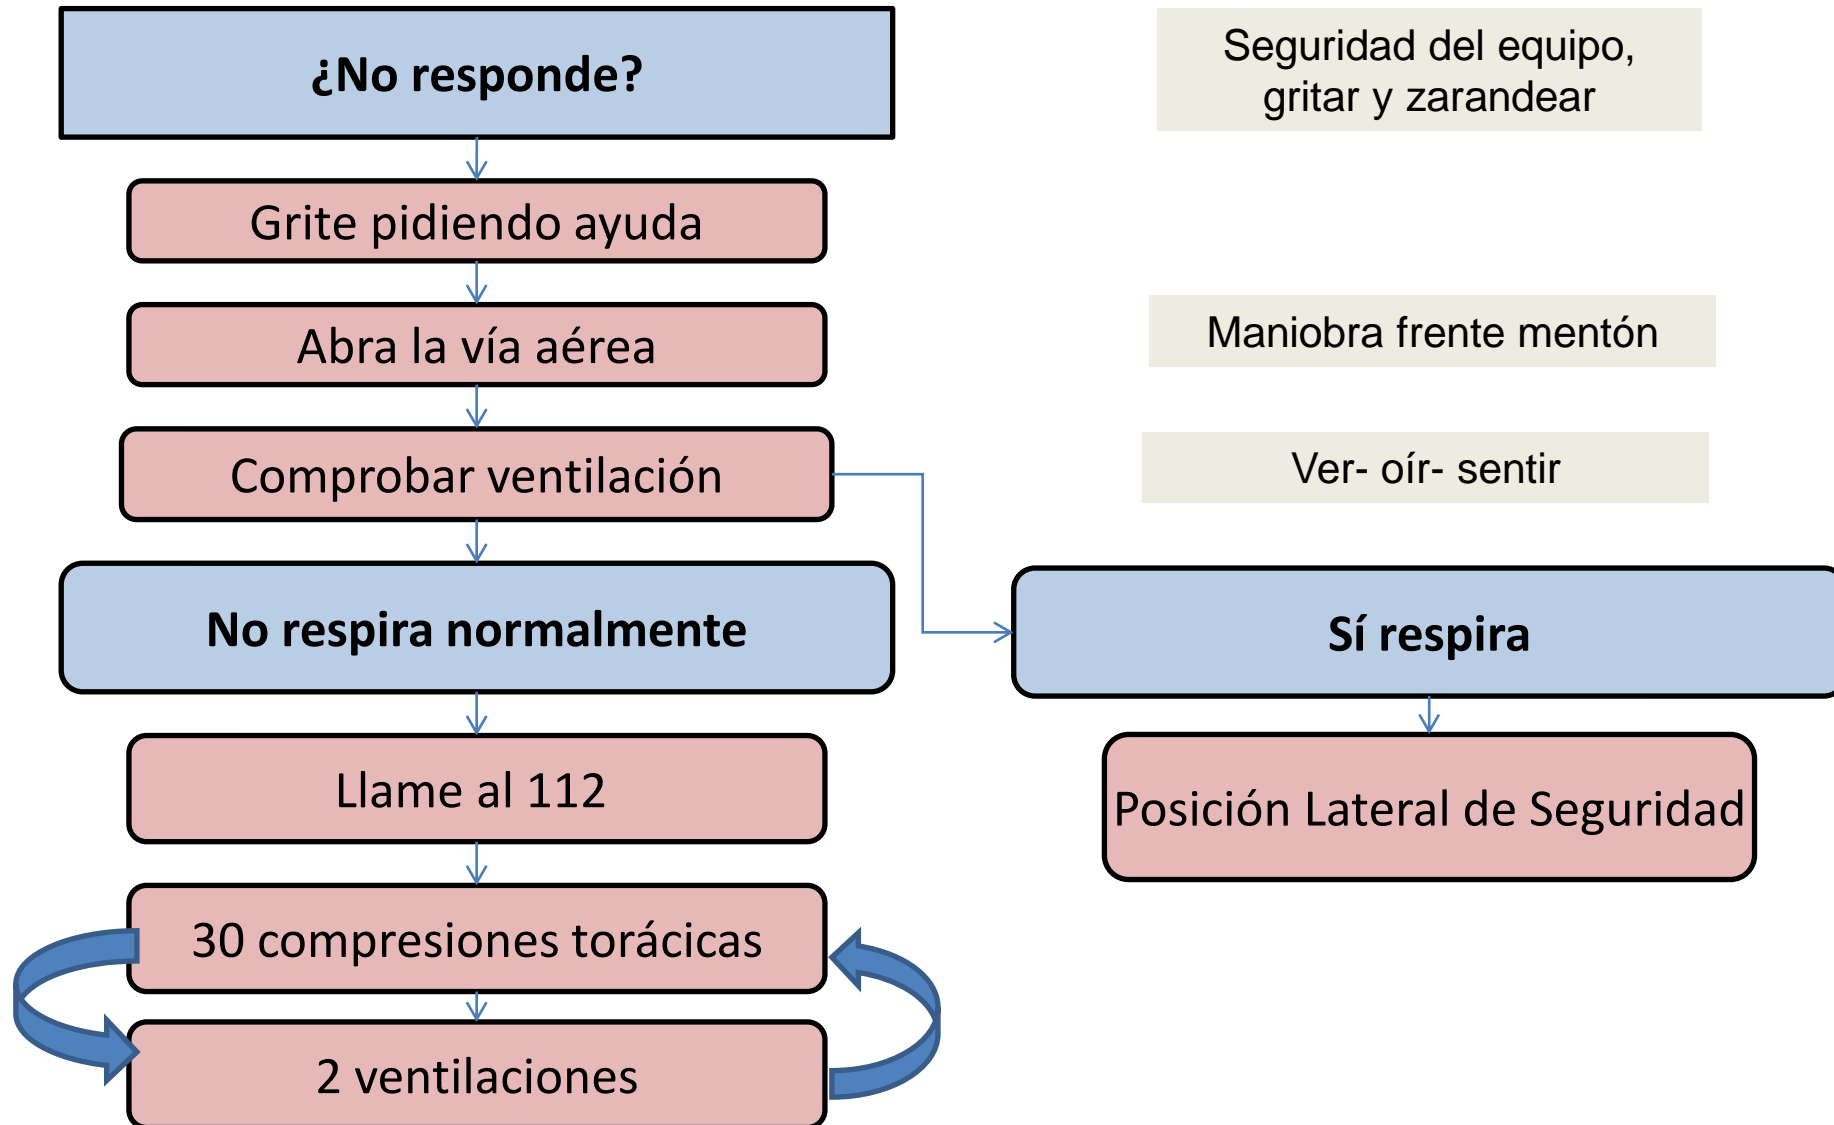 ¿No responde?
Seguridad del equipo,
gritar y zarandear
Grite pidiendo ayuda
Abra la vía aérea
Maniobra frente mentón
Comprobar ventilación
Ver- oír- sentir
No respira normalmente
Sí respira
Llame al 112
Posición Lateral de Seguridad
30 compresiones torácicas
2 ventilaciones